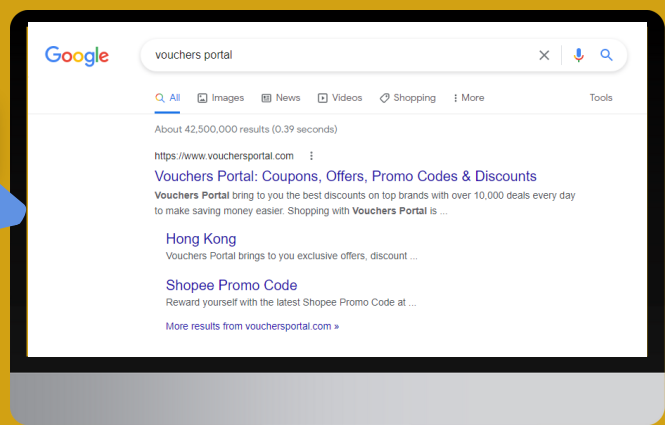 Google
vouchers portal
All Images News Videos Shopping More Tools
About 42,500,000 results (0.39 seconds)
https://www.vouchersportal.com
Vouchers Portal: Coupons, Offers, Promo Codes & Discounts
Vouchers Portal bring to you the best discounts on top brands with over 10,000 deals every day
to make saving money easier. Shopping with Vouchers Portal is ...
Hong Kong
Vouchers Portal brings to you exclusive offers, discount ...
Shopee Promo Code
Reward yourself with the latest Shopee Promo Code at ...
More results from vouchersportal.com »